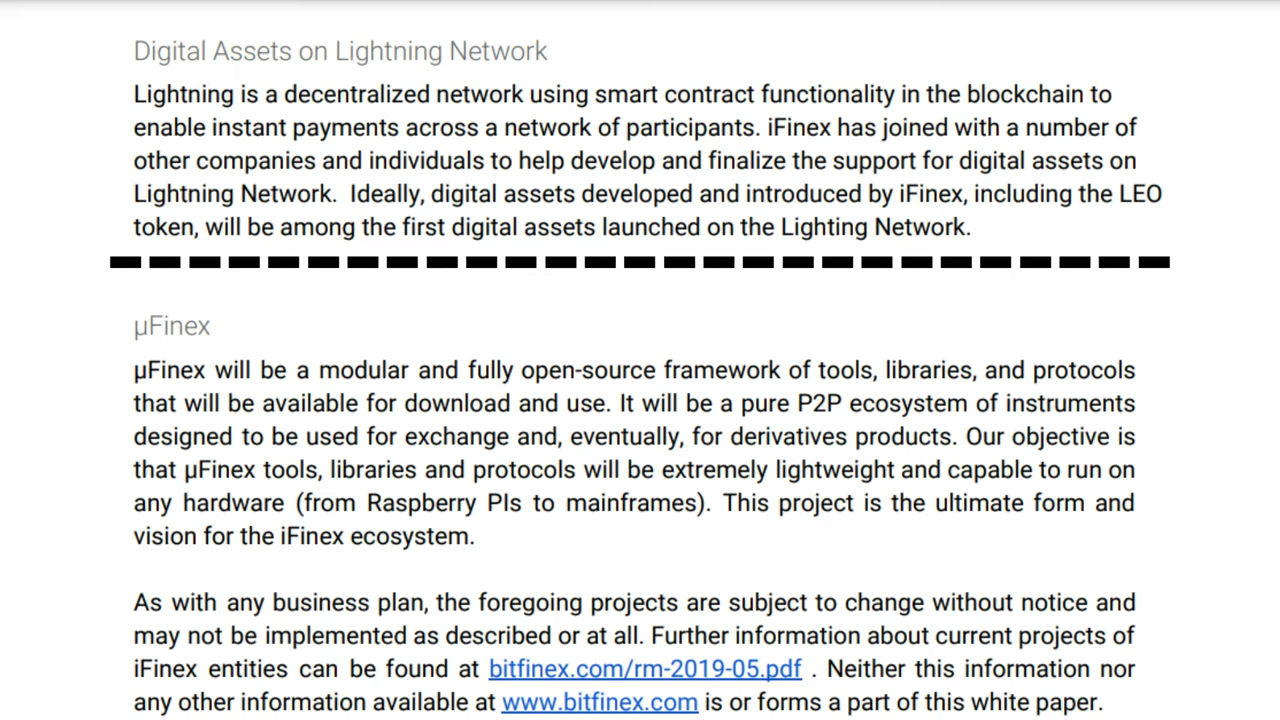 Digital Assets on Lightning Network
Lightning is a decentralized network using smart contract functionality in the blockchain to
enable instant payments across a network of participants. iFinex has joined with a number of
other companies and individuals to help develop and finalize the support for digital assets on
Lightning Network.  Ideally, digital assets developed and introduced by iFinex, including the LEO
token, will be among the first digital assets launched on the Lighting Network.
µFinex
µFinex will be a modular and fully open-source framework of tools, libraries, and protocols
that will be available for download and use. It will be a pure P2P ecosystem of instruments
designed to be used for exchange and, eventually, for derivatives products. Our objective is
that µFinex tools, libraries and protocols will be extremely lightweight and capable to run on
any hardware (from Raspberry PIs to mainframes). This project is the ultimate form and
vision for the iFinex ecosystem.
As with any business plan, the foregoing projects are subject to change without notice and
may not be implemented as described or at all. Further information about current projects of
iFinex entities can be found at bitfinex.com/rm-2019-05.pdf . Neither this information nor
any other information available at www.bitfinex.com is or forms a part of this white paper.